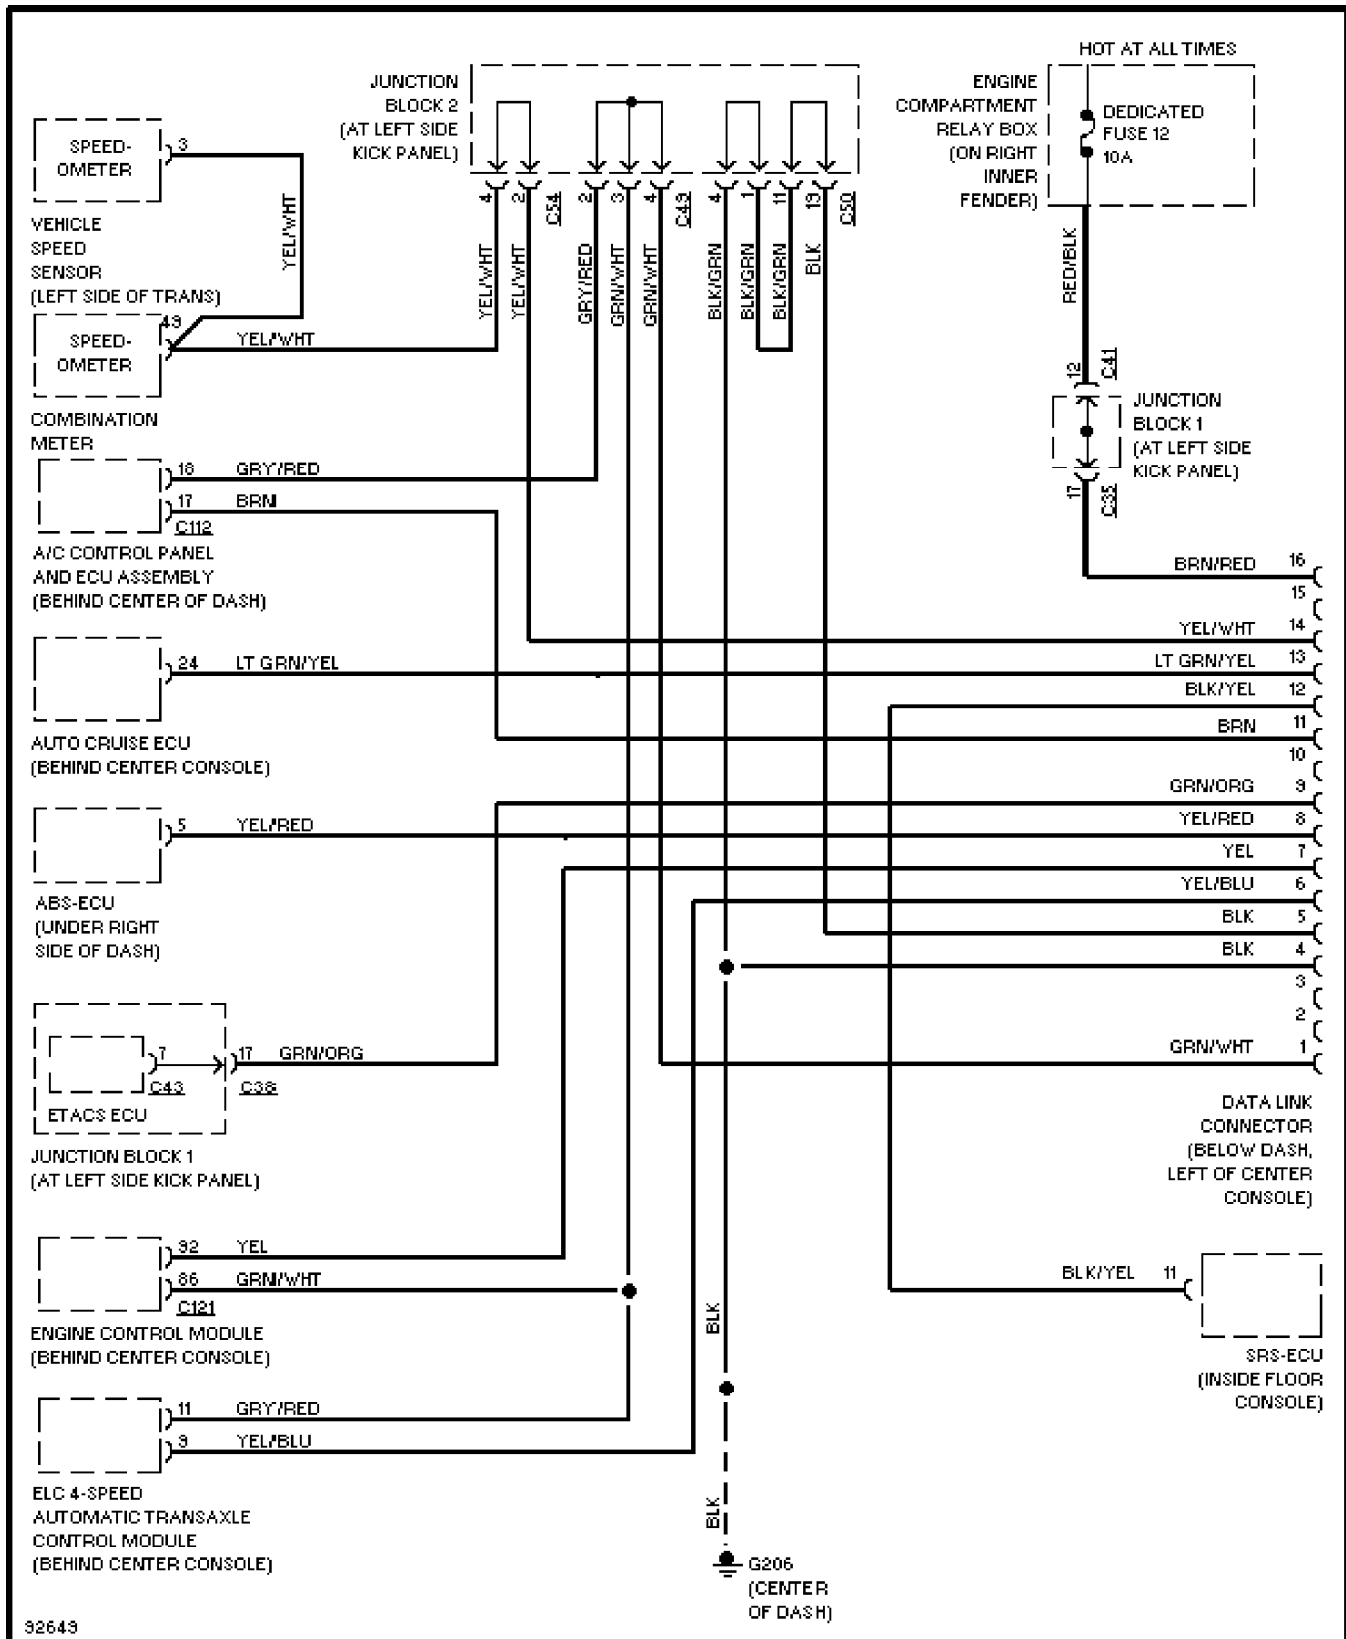 HOT AT ALL TIMES
JUNCTION
BLOCK 2
(AT LEFT SIDE
KICK PANEL)
ENGINE
COMPARTMENT
RELAY BOX
(ON RIGHT
INNER
FENDER)
DEDICATED
FUSE 12
10A
SPEED-
OMETER
3
VEHICLE
SPEED
SENSOR
(LEFT SIDE OF TRANS)
YEL/WHT
4
2
C54
2
3
4
C49
4
1
11
19
C50
YEL/WHT
YEL/WHT
GRY/RED
GRN/WHT
GRN/WHT
BLK/GRN
BLK/GRN
BLK/GRN
BLK
RED/BLK
SPEED-
OMETER
49
YEL/WHT
COMBINATION
METER
12
C41
JUNCTION
BLOCK 1
(AT LEFT SIDE
KICK PANEL)
17
C35
18 GRY/RED
17 BRN
C112
A/C CONTROL PANEL
AND ECU ASSEMBLY
(BEHIND CENTER OF DASH)
24 LT GRN/YEL
AUTO CRUISE ECU
(BEHIND CENTER CONSOLE)
5 YEL/RED
ABS-ECU
(UNDER RIGHT
SIDE OF DASH)
BRN/RED 16
15
YEL/WHT 14
LT GRN/YEL 13
BLK/YEL 12
BRN 11
10
GRN/ORG 9
YEL/RED 8
YEL 7
YEL/BLU 6
BLK 5
BLK 4
3
2
GRN/WHT 1
DATA LINK
CONNECTOR
(BELOW DASH,
LEFT OF CENTER
CONSOLE)
7
C43
17 GRN/ORG
C38
ETACS ECU
JUNCTION BLOCK 1
(AT LEFT SIDE KICK PANEL)
92 YEL
86 GRN/WHT
C121
ENGINE CONTROL MODULE
(BEHIND CENTER CONSOLE)
BLK/YEL 11
SRS-ECU
(INSIDE FLOOR
CONSOLE)
BLK
11 GRY/RED
9 YEL/BLU
ELC 4-SPEED
AUTOMATIC TRANSAXLE
CONTROL MODULE
(BEHIND CENTER CONSOLE)
BLK
G206
(CENTER
OF DASH)
92649